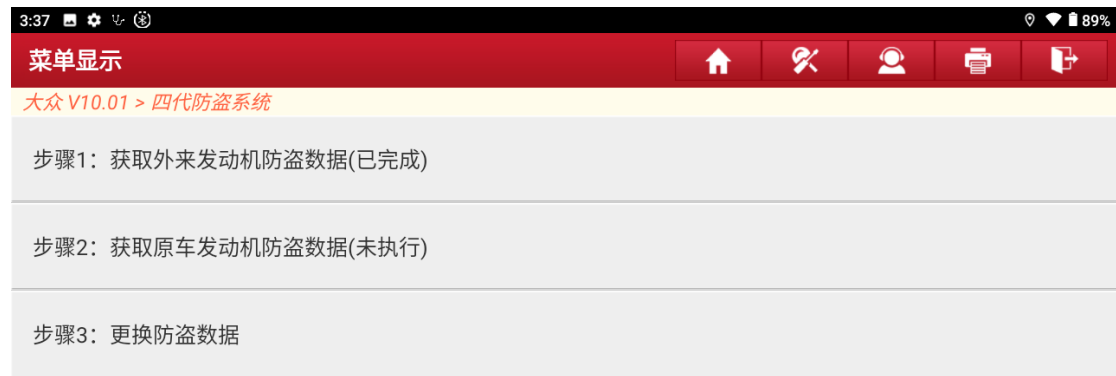 3:37 89%
菜单显示
大众 V10.01 > 四代防盗系统
步骤1：获取外来发动机防盗数据(已完成)
步骤2：获取原车发动机防盗数据(未执行)
步骤3：更换防盗数据